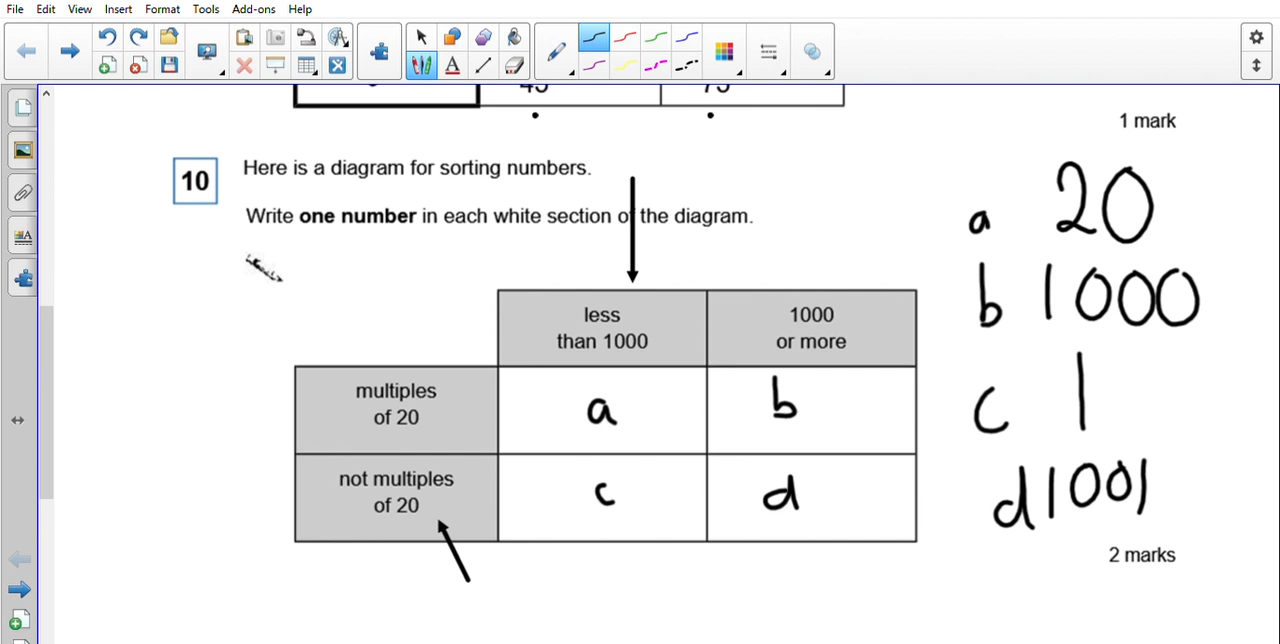 File Edit View Insert Format Tools Add-ons Help
45 75
1 mark
10 Here is a diagram for sorting numbers.
Write one number in each white section of the diagram.
a 20
b 1000
c 1
d 1001
less
than 1000
1000
or more
multiples
of 20
a b
not multiples
of 20
c d
2 marks